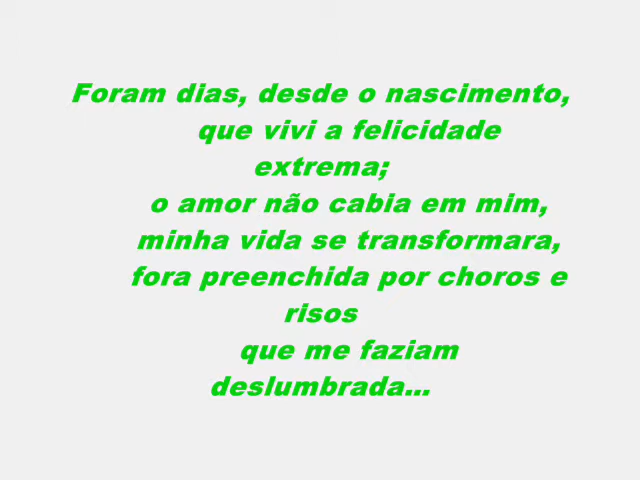 Foram dias, desde o nascimento,
que vivi a felicidade
extrema;
o amor não cabia em mim,
minha vida se transformara,
fora preenchida por choros e
risos
que me faziam
deslumbrada...